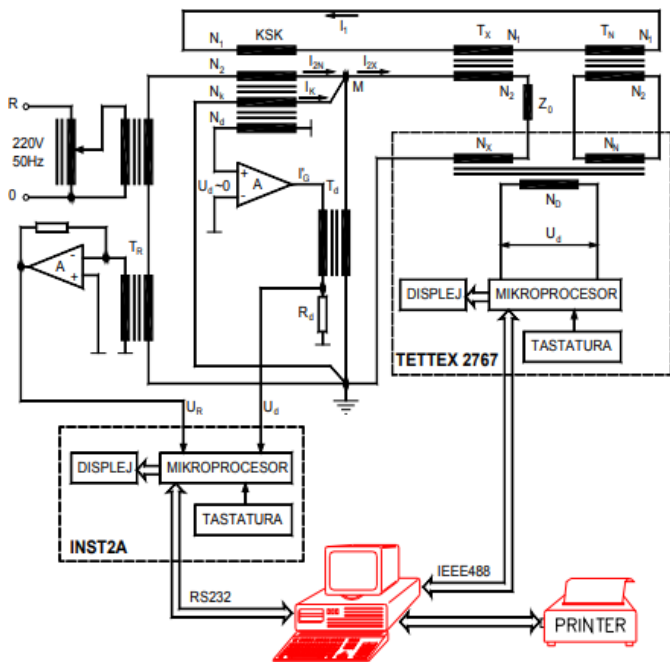 I1
N1 KSK TX N1 TN N1
N2 I2N I2X
R Nk IK M N2 N2
Z0
Nd
220V
50Hz
NX NN
0 Ud~0 + A - I'G Td
ND
Ud
A - + TR
DISPLEJ MIKROPROCESOR
Rd
TASTATURA
TETTEX 2767
UR Ud
DISPLEJ MIKROPROCESOR
TASTATURA
INST2A
IEEE488
RS232
PRINTER